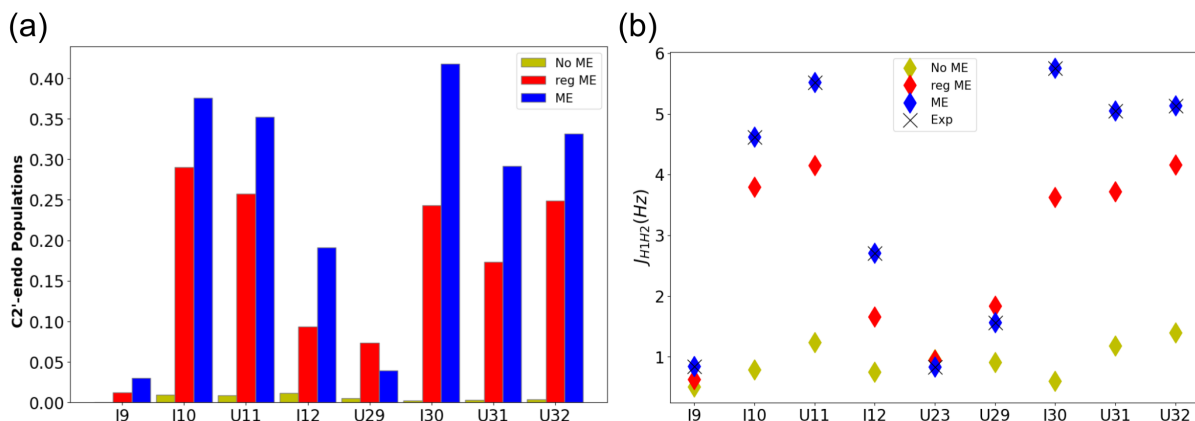 (a)
C2'-endo Populations
0.40
0.35
0.30
0.25
0.20
0.15
0.10
0.05
0.00
No ME
reg ME
ME
I9 I10 U11 I12 U29 I30 U31 U32
(b)
J_{H1H2}(Hz)
6
5
4
3
2
1
No ME
reg ME
ME
Exp
I9 I10 U11 I12 U23 U29 I30 U31 U32